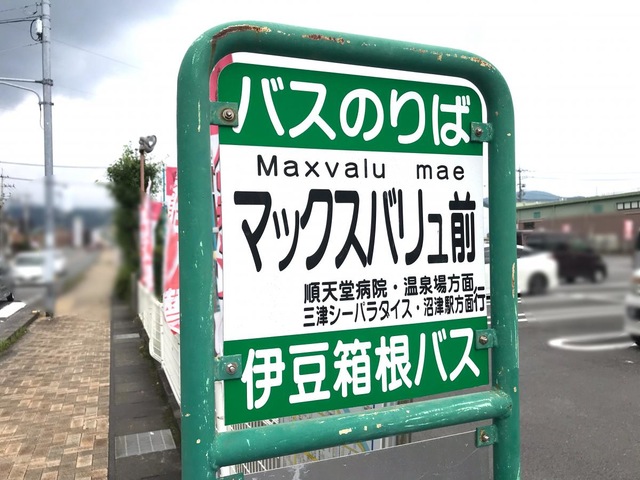 バスのりば
Maxvalu mae
マックスバリュ前
順天堂病院・温泉場方面
三津シーパラダイス・沼津駅方面行
伊豆箱根バス